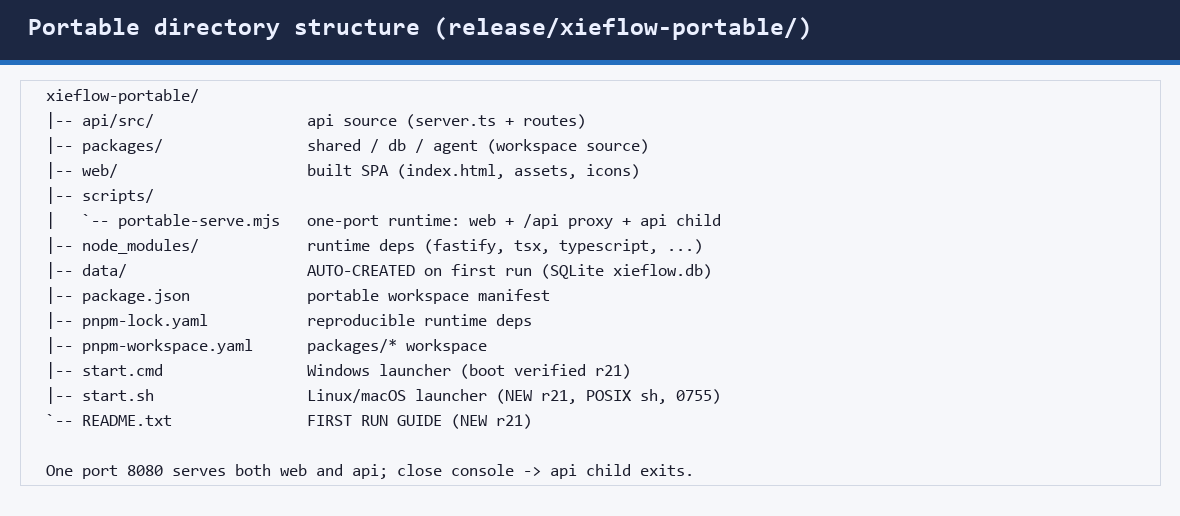 Portable directory structure (release/xieflow-portable/)
xieflow-portable/
|-- api/src/                 api source (server.ts + routes)
|-- packages/                shared / db / agent (workspace source)
|-- web/                     built SPA (index.html, assets, icons)
|-- scripts/
|   `-- portable-serve.mjs   one-port runtime: web + /api proxy + api child
|-- node_modules/            runtime deps (fastify, tsx, typescript, ...)
|-- data/                    AUTO-CREATED on first run (SQLite xieflow.db)
|-- package.json             portable workspace manifest
|-- pnpm-lock.yaml           reproducible runtime deps
|-- pnpm-workspace.yaml      packages/* workspace
|-- start.cmd                Windows launcher (boot verified r21)
|-- start.sh                 Linux/macOS launcher (NEW r21, POSIX sh, 0755)
`-- README.txt               FIRST RUN GUIDE (NEW r21)
One port 8080 serves both web and api; close console -> api child exits.